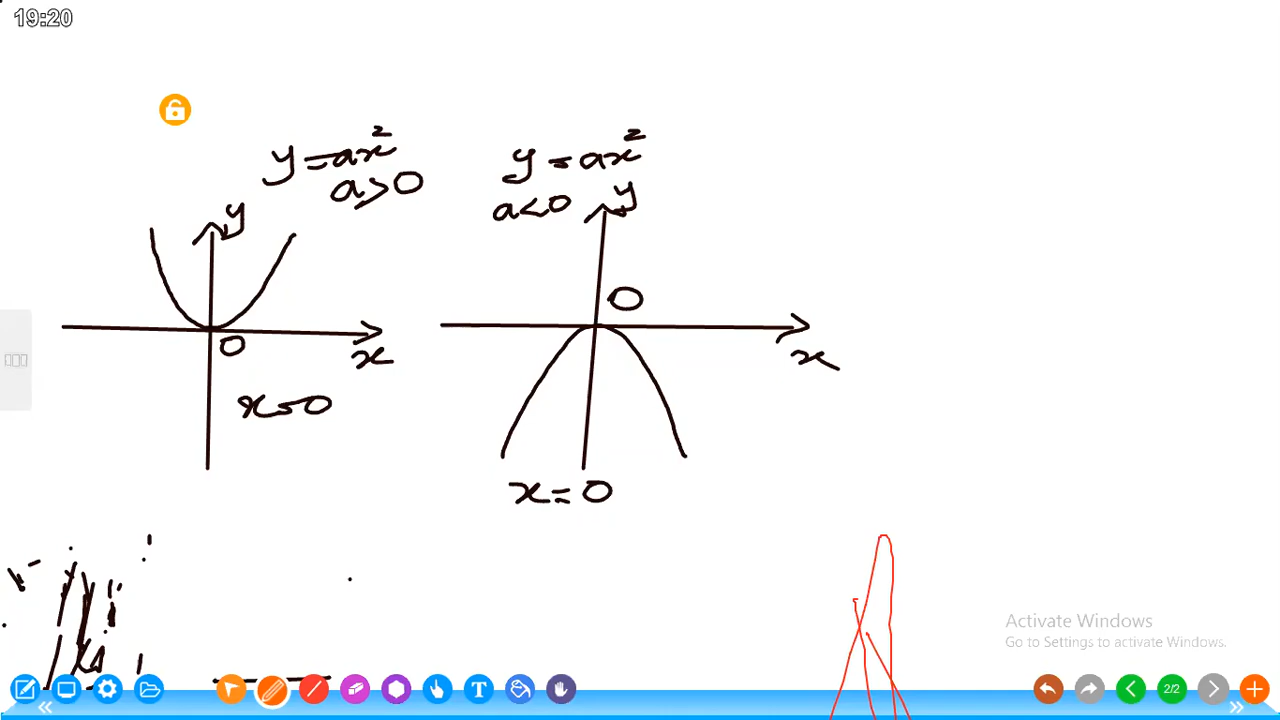 19:20
y=ax²
a>0
y
0
x
x=0
y=ax²
a<0
y
0
x
x=0
Activate Windows
Go to Settings to activate Windows.
T
2/2